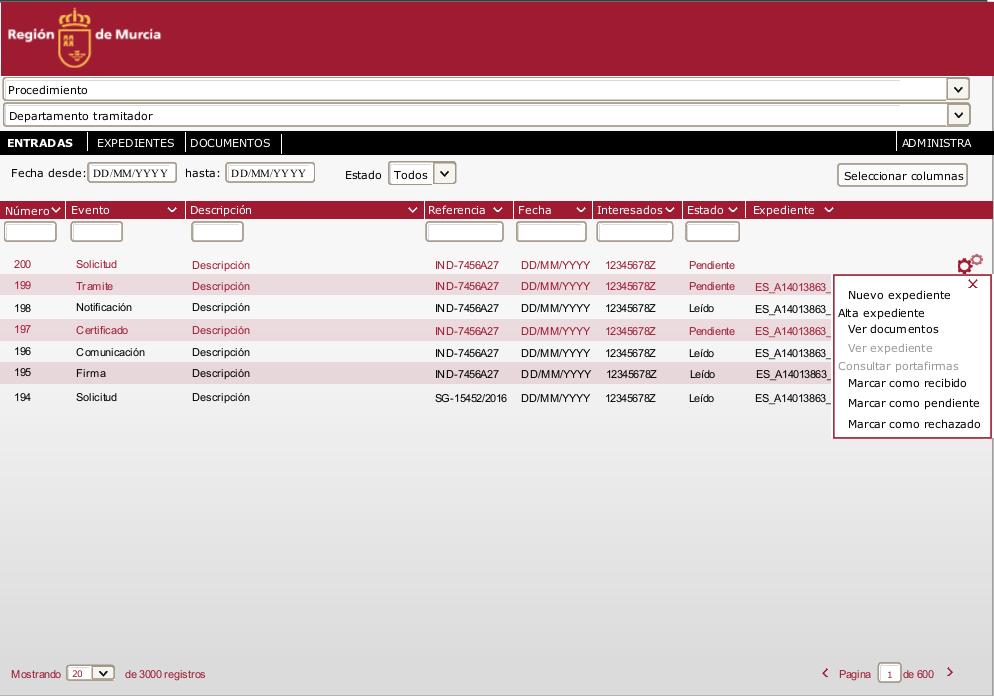 Región de Murcia
Procedimiento
Departamento tramitador
ENTRADAS EXPEDIENTES DOCUMENTOS ADMINISTRA
Fecha desde: DD/MM/YYYY hasta: DD/MM/YYYY Estado Todos Seleccionar columnas
Número Evento Descripción Referencia Fecha Interesados Estado Expediente
200 Solicitud Descripción IND-7456A27 DD/MM/YYYY 12345678Z Pendiente
199 Tramite Descripción IND-7456A27 DD/MM/YYYY 12345678Z Pendiente ES_A14013863_
198 Notificación Descripción IND-7456A27 DD/MM/YYYY 12345678Z Leído ES_A14013863_
197 Certificado Descripción IND-7456A27 DD/MM/YYYY 12345678Z Pendiente ES_A14013863_
196 Comunicación Descripción IND-7456A27 DD/MM/YYYY 12345678Z Leído ES_A14013863_
195 Firma Descripción IND-7456A27 DD/MM/YYYY 12345678Z Leído ES_A14013863_
194 Solicitud Descripción SG-15452/2016 DD/MM/YYYY 12345678Z Leído ES_A14013863_
X
Nuevo expediente
Alta expediente
Ver documentos
Ver expediente
Consultar portafirmas
Marcar como recibido
Marcar como pendiente
Marcar como rechazado
Mostrando 20 de 3000 registros Pagina 1 de 600